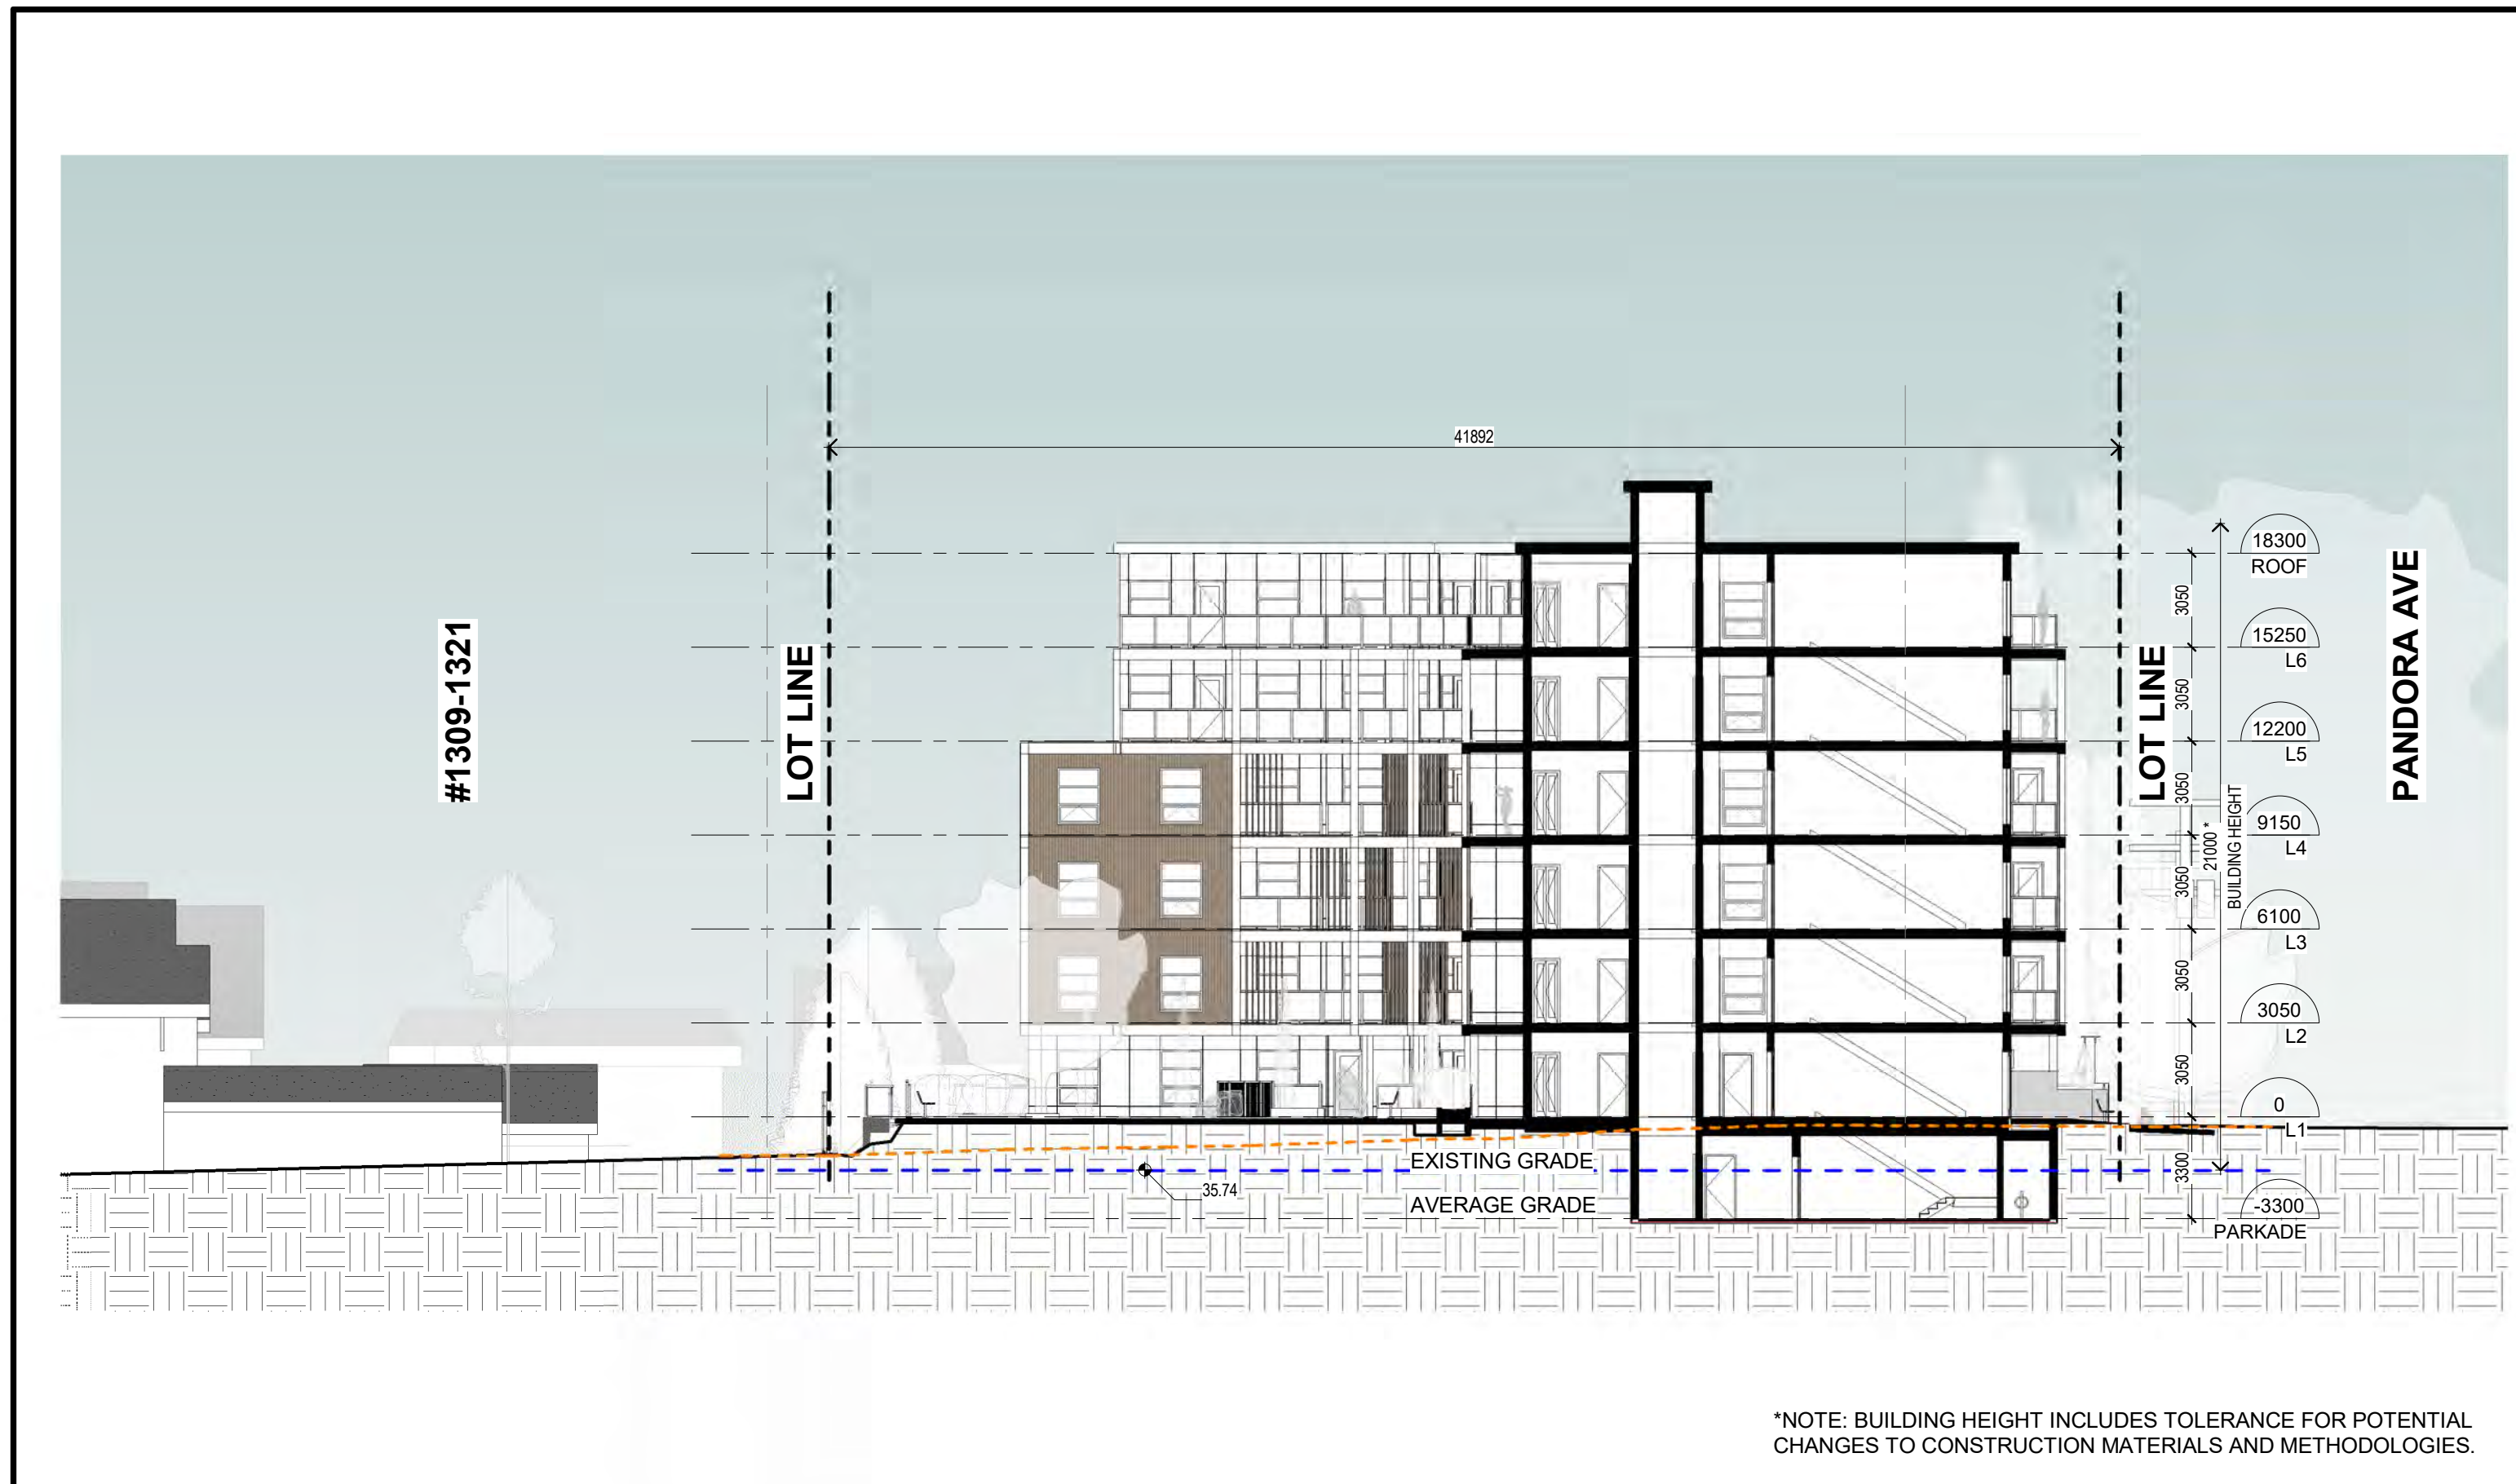 41892
#1309-1321
LOT LINE
LOT LINE
PANDORA AVE
18300
ROOF
3050
15250
L6
3050
12200
L5
3050
9150
L4
21000 *
BUILDING HEIGHT
3050
6100
L3
3050
3050
L2
3050
0
L1
3300
-3300
PARKADE
EXISTING GRADE
35.74
AVERAGE GRADE
*NOTE: BUILDING HEIGHT INCLUDES TOLERANCE FOR POTENTIAL
CHANGES TO CONSTRUCTION MATERIALS AND METHODOLOGIES.